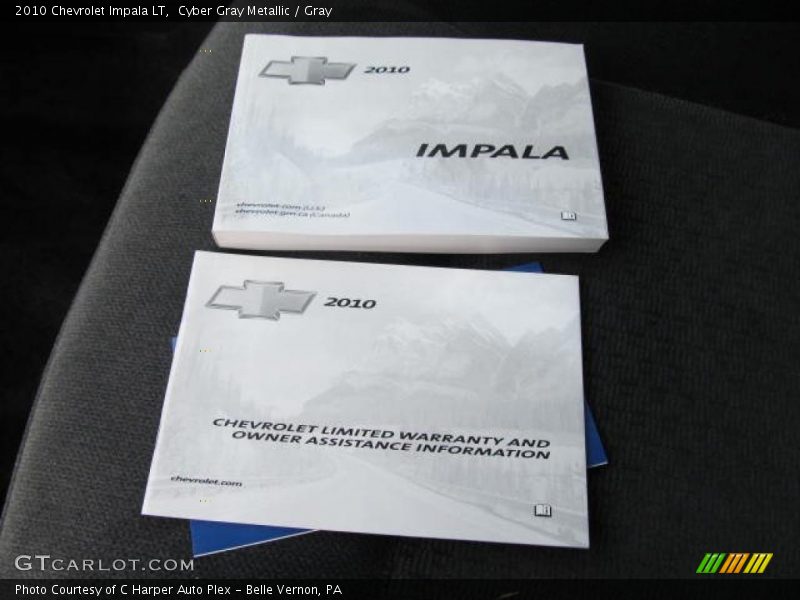 2010 Chevrolet Impala LT,  Cyber Gray Metallic / Gray
2010
IMPALA
chevrolet.com (U.S.)
chevrolet.gm.ca (Canada)
2010
CHEVROLET LIMITED WARRANTY AND
OWNER ASSISTANCE INFORMATION
chevrolet.com
GTCARLOT.COM
Photo Courtesy of C Harper Auto Plex - Belle Vernon, PA